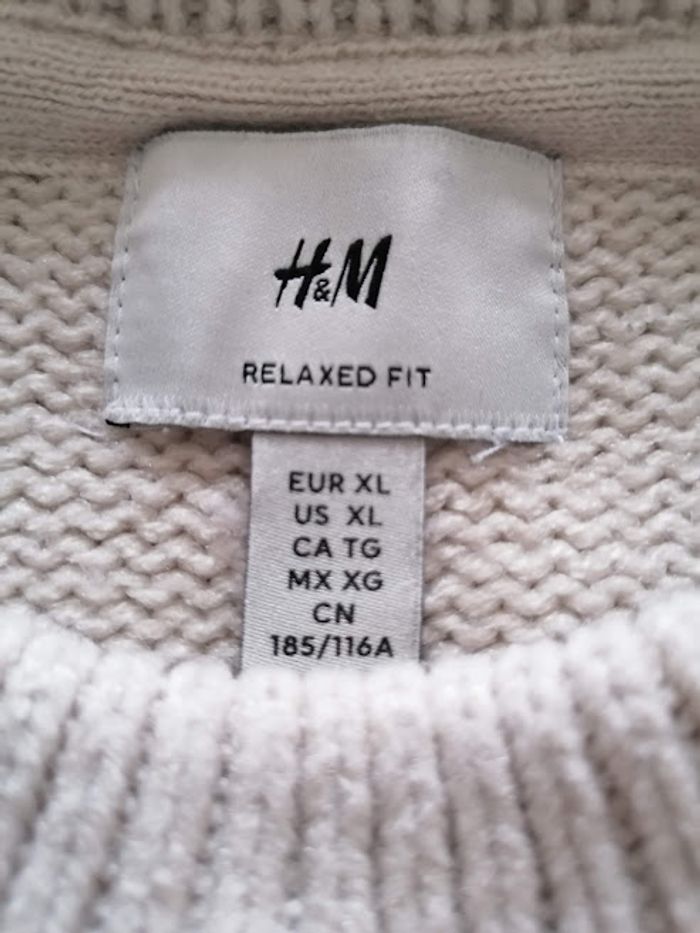 H&M
RELAXED FIT
EUR XL
US XL
CA TG
MX XG
CN
185/116A